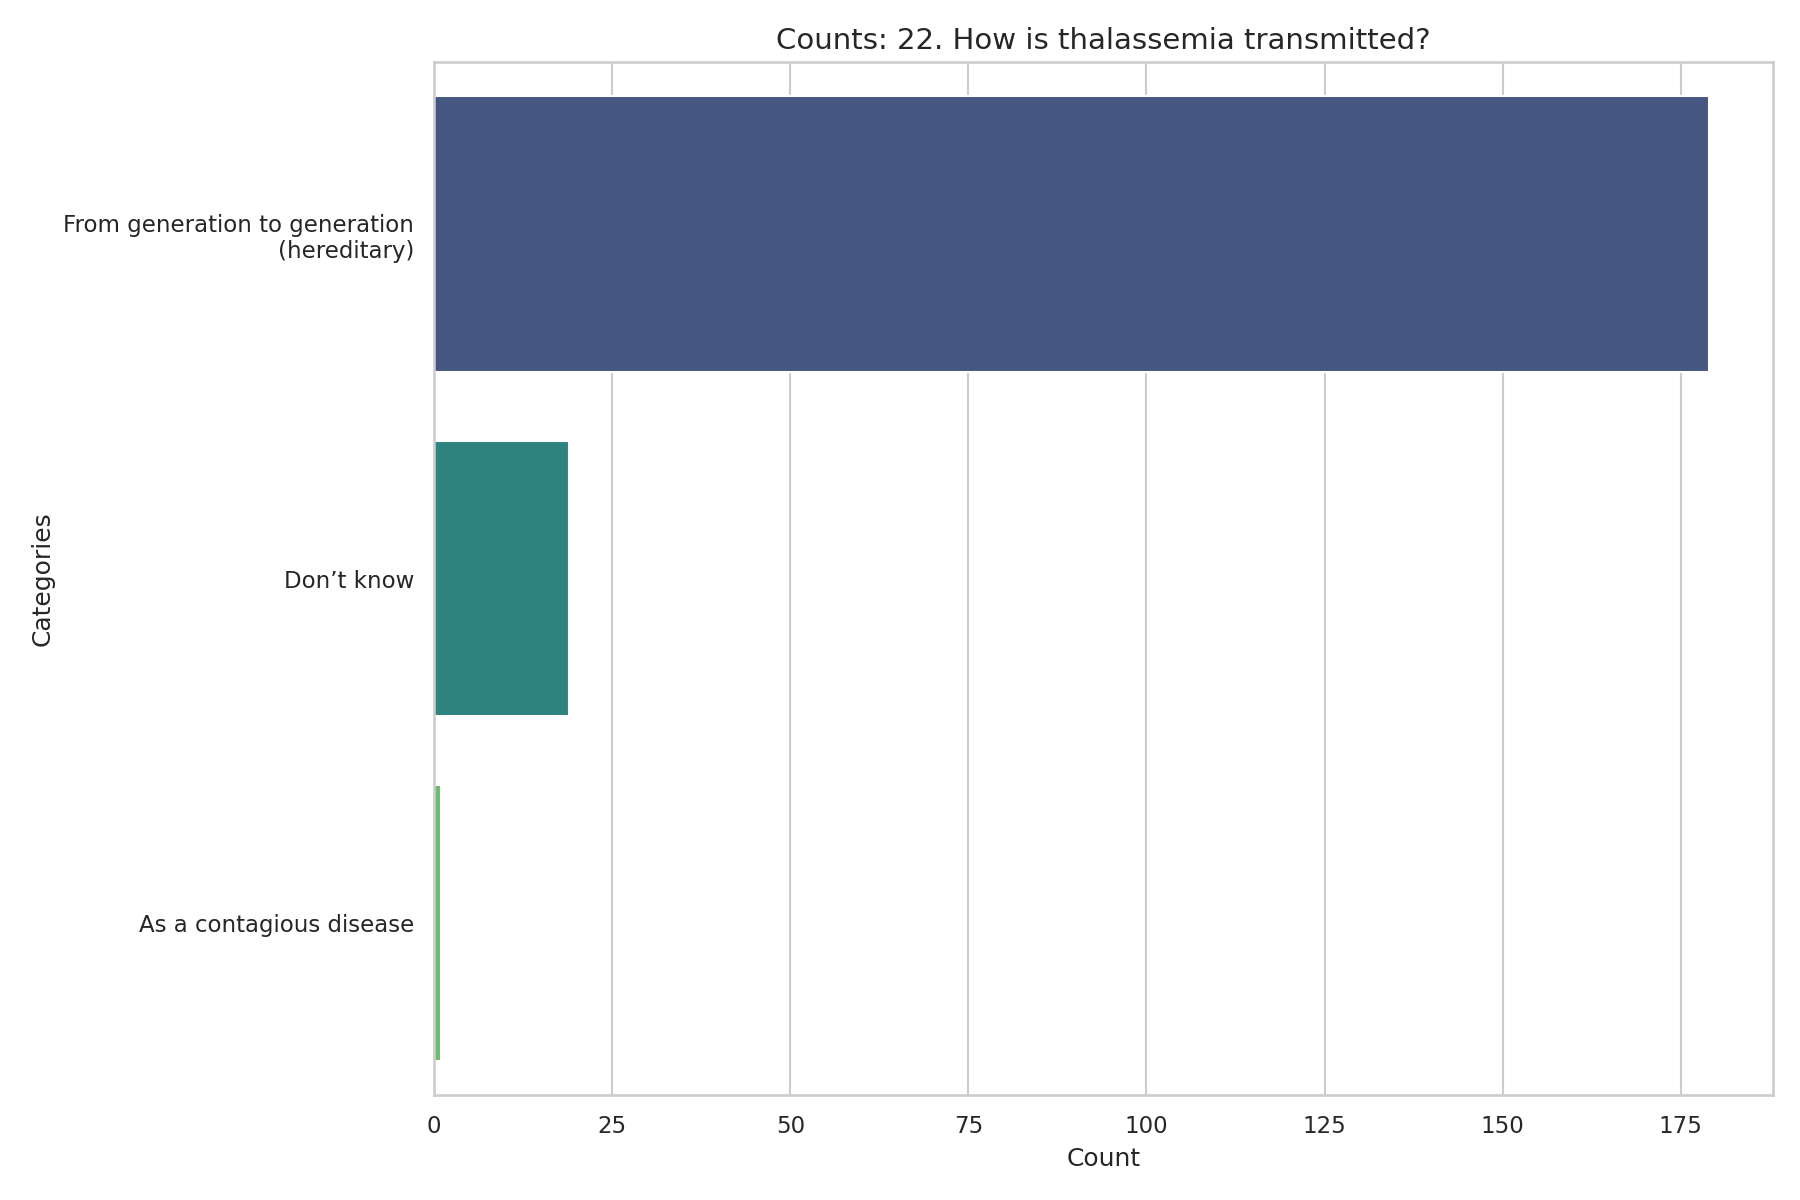 Counts: 22. How is thalassemia transmitted?
From generation to generation
(hereditary)
Don’t know
As a contagious disease
Categories
0 25 50 75 100 125 150 175
Count